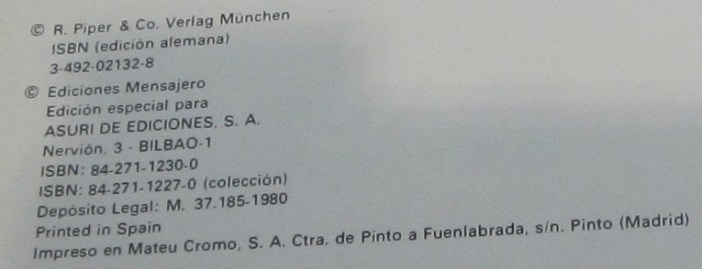 © R. Piper & Co. Verlag München
ISBN (edición alemana)
3-492-02132-8
© Ediciones Mensajero
Edición especial para
ASURI DE EDICIONES, S. A.
Nervión, 3 - BILBAO-1
ISBN: 84-271-1230-0
ISBN: 84-271-1227-0 (colección)
Depósito Legal: M. 37.185-1980
Printed in Spain
Impreso en Mateu Cromo, S. A. Ctra. de Pinto a Fuenlabrada, s/n. Pinto (Madrid)